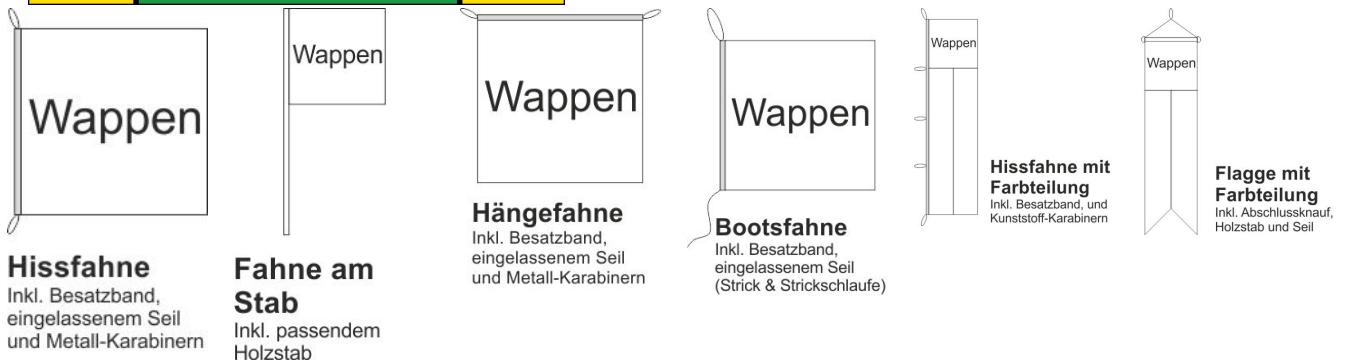 Wappen
Hissfahne
Inkl. Besatzband,
eingelassenem Seil
und Metall-Karabinern
Wappen
Fahne am
Stab
Inkl. passendem
Holzstab
Wappen
Hängefahne
Inkl. Besatzband,
eingelassenem Seil
und Metall-Karabinern
Wappen
Bootsfahne
Inkl. Besatzband,
eingelassenem Seil
(Strick & Strickschlaufe)
Wappen
Hissfahne mit
Farbteilung
Inkl. Besatzband, und
Kunststoff-Karabinern
Wappen
Flagge mit
Farbteilung
Inkl. Abschlussknauf,
Holzstab und Seil